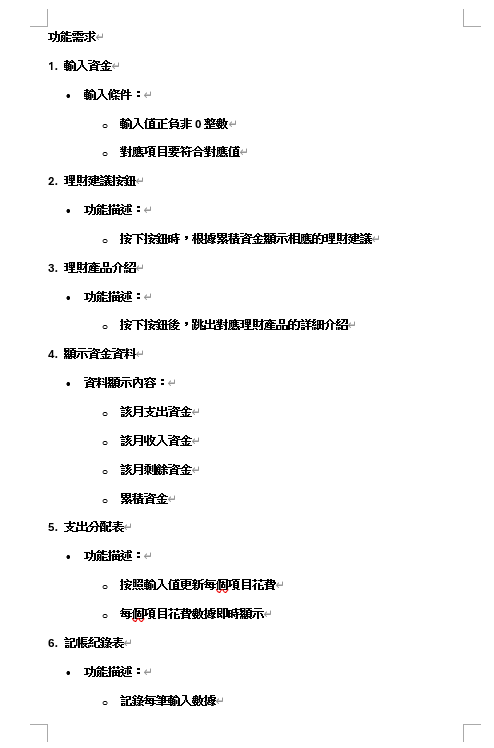 功能需求
1. 輸入資金
• 輸入條件：
o 輸入值正負非 0 整數
o 對應項目要符合對應值
2. 理財建議按鈕
• 功能描述：
o 按下按鈕時，根據累積資金顯示相應的理財建議
3. 理財產品介紹
• 功能描述：
o 按下按鈕後，跳出對應理財產品的詳細介紹
4. 顯示資金資料
• 資料顯示內容：
o 該月支出資金
o 該月收入資金
o 該月剩餘資金
o 累積資金
5. 支出分配表
• 功能描述：
o 按照輸入值更新每個項目花費
o 每個項目花費數據即時顯示
6. 記帳紀錄表
• 功能描述：
o 記錄每筆輸入數據